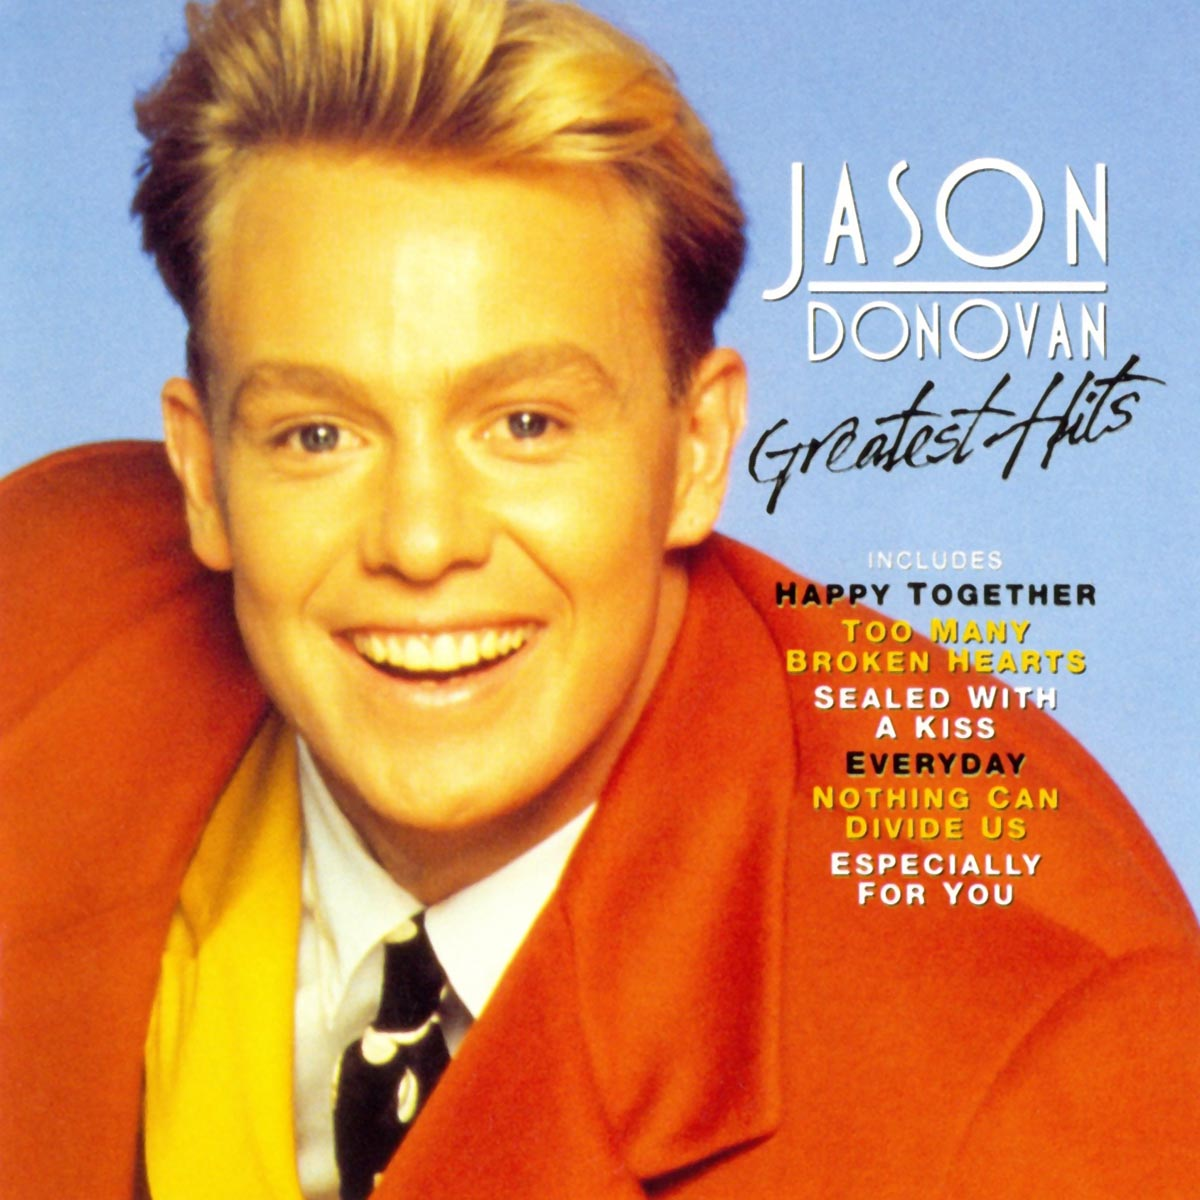 JASON
DONOVAN
Greatest Hits
INCLUDES
HAPPY TOGETHER
TOO MANY
BROKEN HEARTS
SEALED WITH
A KISS
EVERYDAY
NOTHING CAN
DIVIDE US
ESPECIALLY
FOR YOU